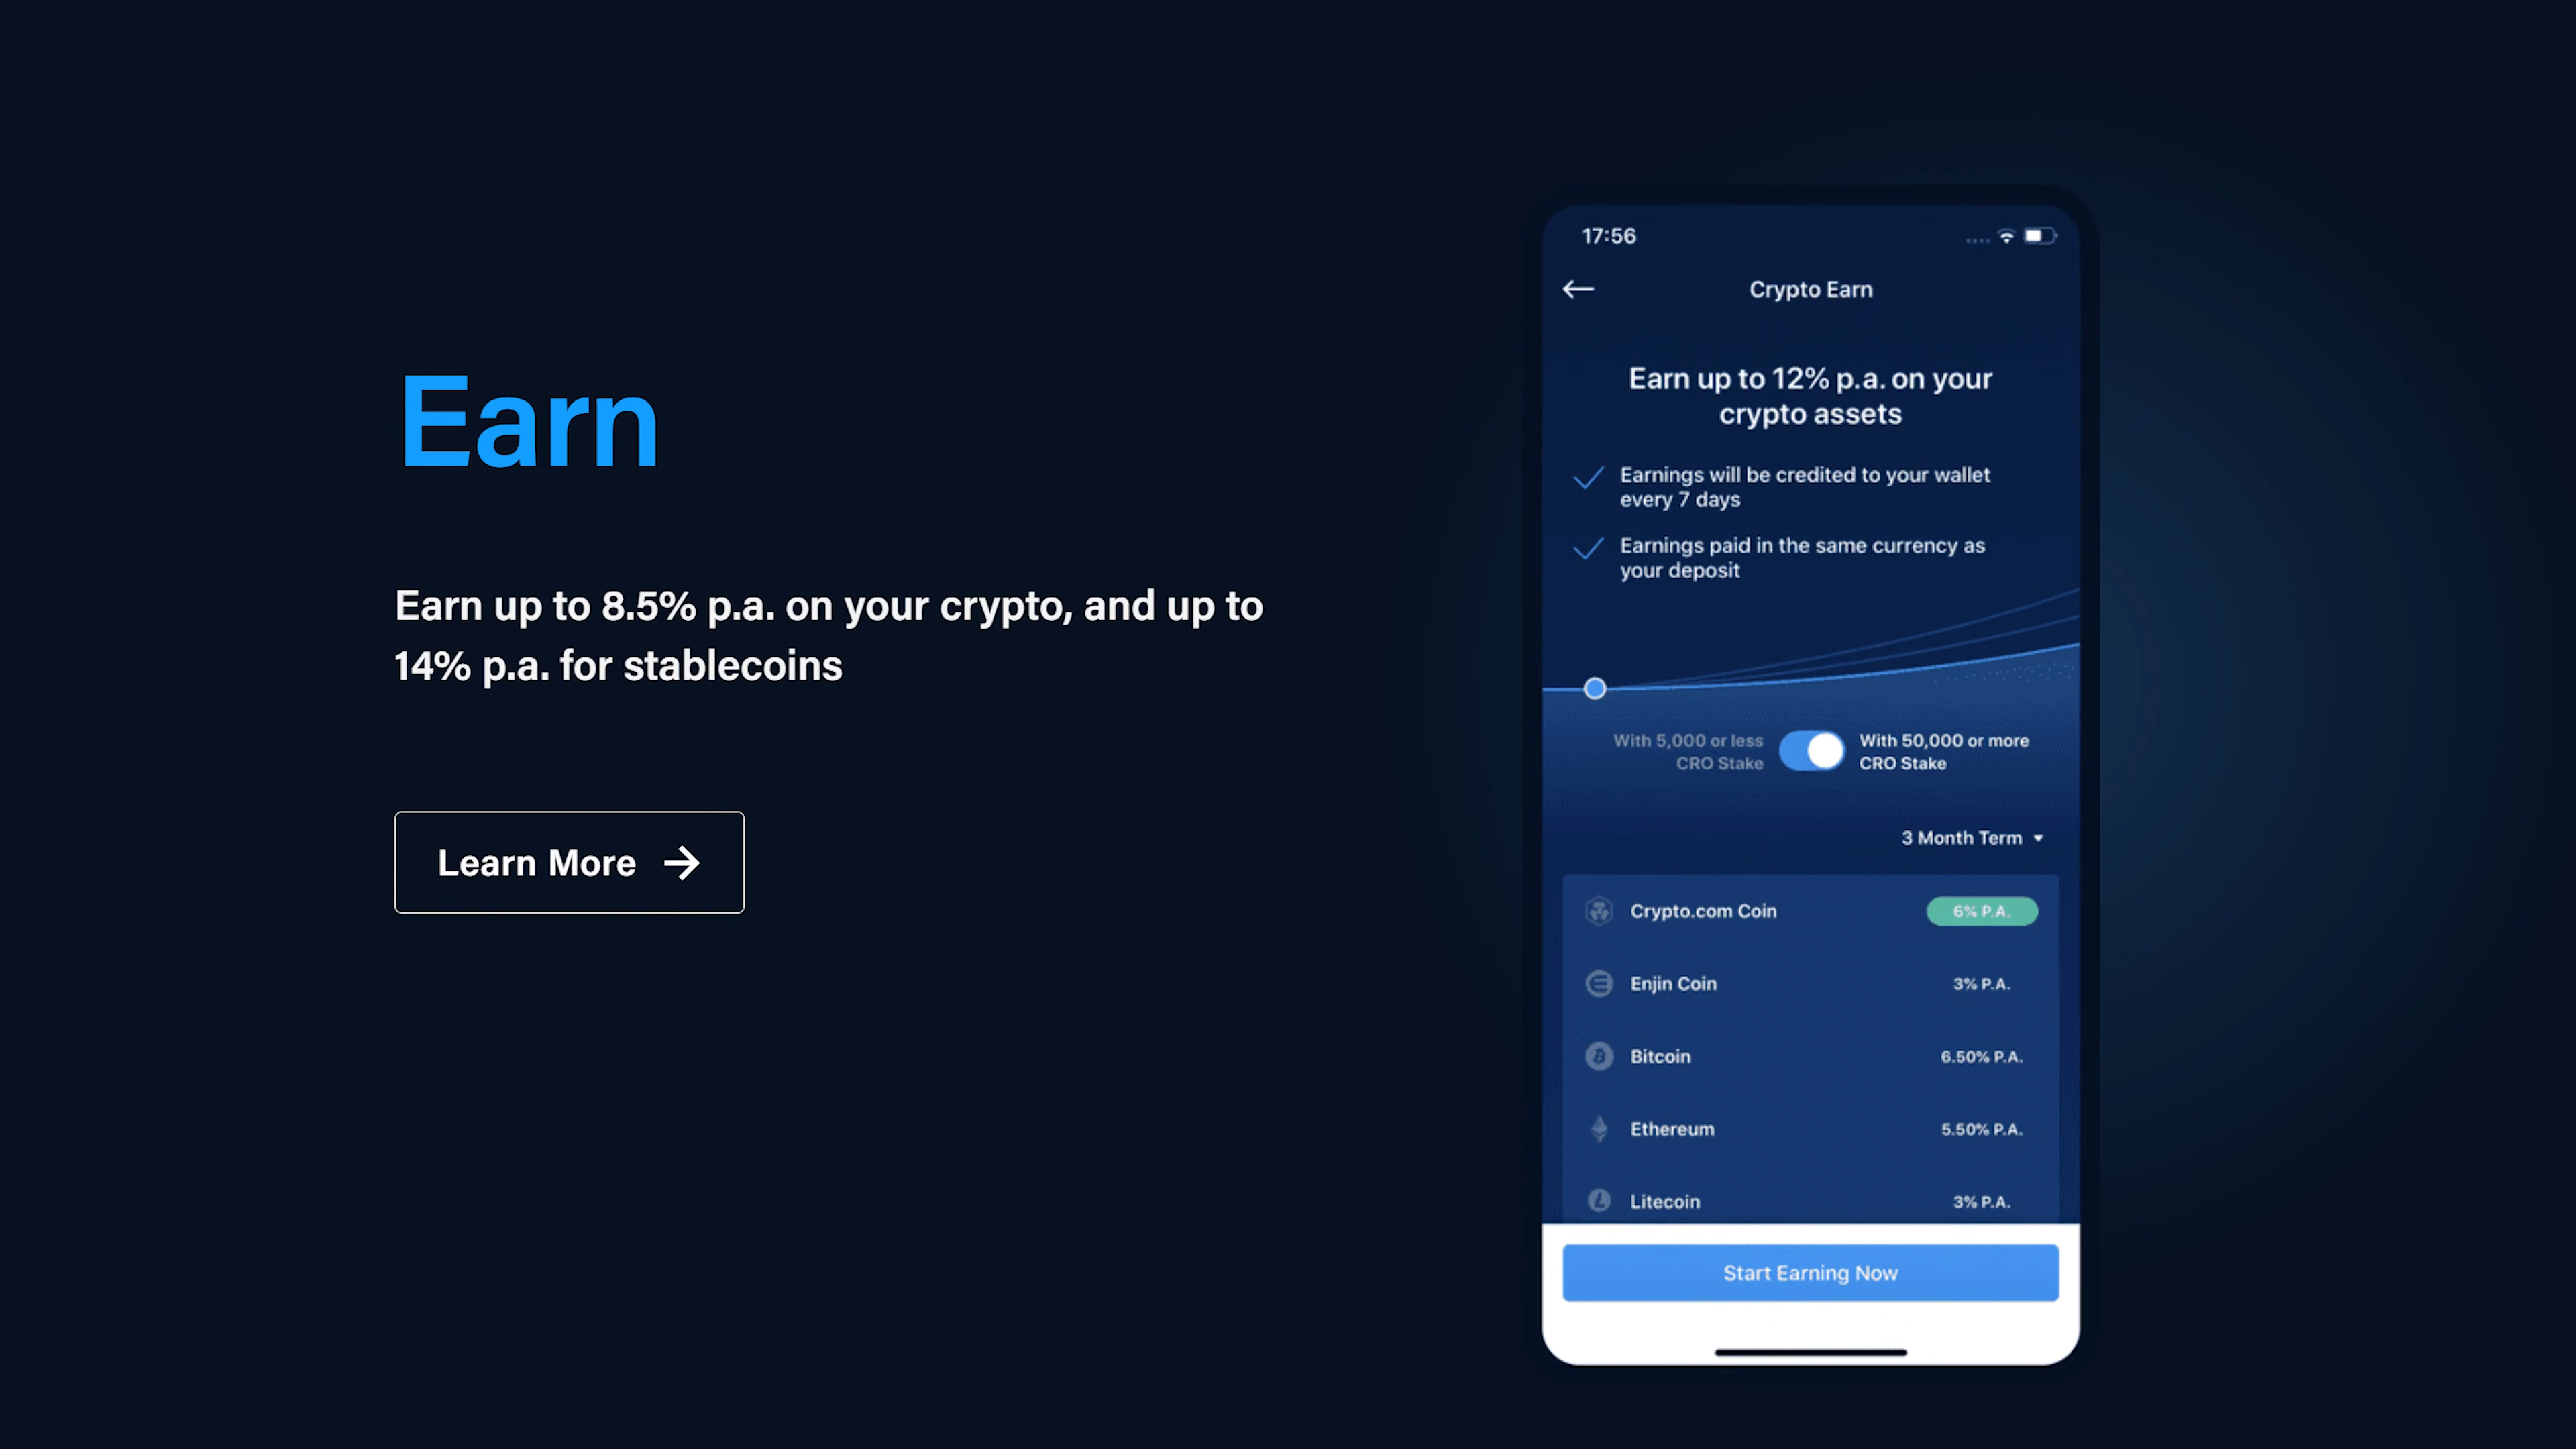 Earn
Earn up to 8.5% p.a. on your crypto, and up to
14% p.a. for stablecoins
Learn More
17:56
Crypto Earn
Earn up to 12% p.a. on your
crypto assets
Earnings will be credited to your wallet
every 7 days
Earnings paid in the same currency as
your deposit
With 5,000 or less
CRO Stake
With 50,000 or more
CRO Stake
3 Month Term
Crypto.com Coin 6% P.A.
Enjin Coin 3% P.A.
Bitcoin 6.50% P.A.
Ethereum 5.50% P.A.
Litecoin 3% P.A.
Start Earning Now